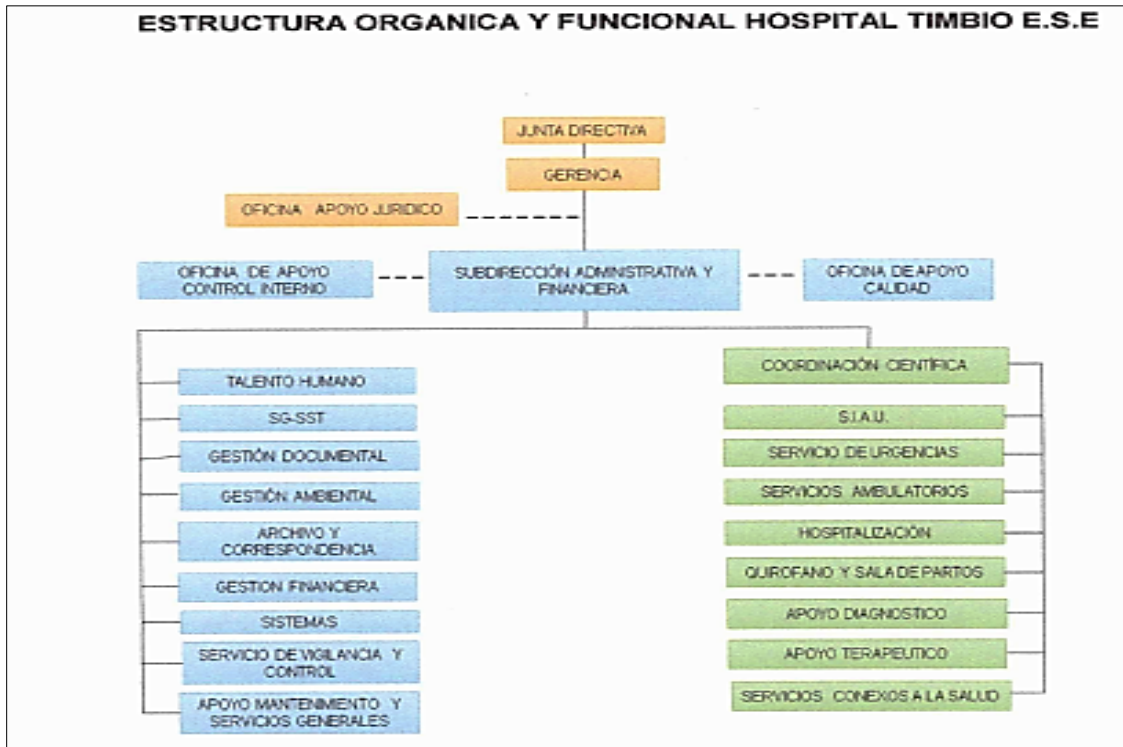 ESTRUCTURA ORGANICA Y FUNCIONAL HOSPITAL TIMBIO E.S.E
JUNTA DIRECTIVA
GERENCIA
OFICINA APOYO JURIDICO
OFICINA DE APOYO
CONTROL INTERNO
SUBDIRECCIÓN ADMINISTRATIVA Y
FINANCIERA
OFICINA DE APOYO
CALIDAD
TALENTO HUMANO
SG-SST
GESTIÓN DOCUMENTAL
GESTIÓN AMBIENTAL
ARCHIVO Y
CORRESPONDENCIA
GESTION FINANCIERA
SISTEMAS
SERVICIO DE VIGILANCIA Y
CONTROL
APOYO MANTENIMIENTO Y
SERVICIOS GENERALES
COORDINACIÓN CIENTÍFICA
S.I.A.U.
SERVICIO DE URGENCIAS
SERVICIOS AMBULATORIOS
HOSPITALIZACIÓN
QUIROFANO Y SALA DE PARTOS
APOYO DIAGNOSTICO
APOYO TERAPEUTICO
SERVICIOS CONEXOS A LA SALUD